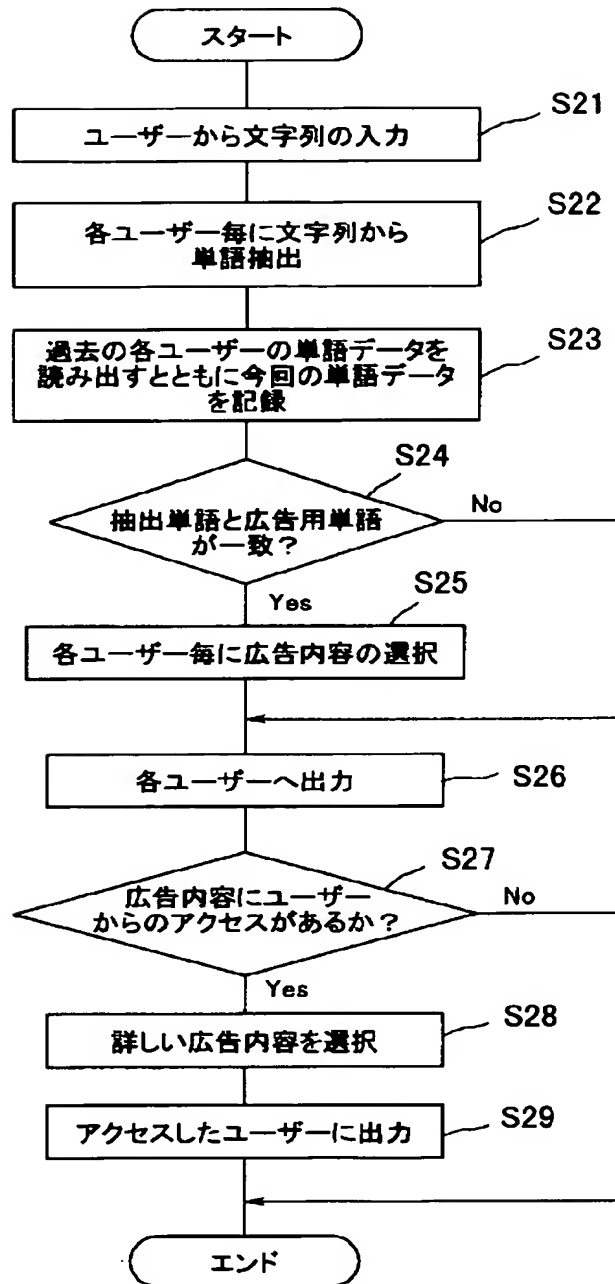 スタート
S21
ユーザーから文字列の入力
S22
各ユーザー毎に文字列から
単語抽出
S23
過去の各ユーザーの単語データを
読み出すとともに今回の単語データ
を記録
S24
抽出単語と広告用単語
が一致?
No
Yes
S25
各ユーザー毎に広告内容の選択
各ユーザーへ出力
S26
S27
広告内容にユーザー
からのアクセスがあるか?
No
Yes
詳しい広告内容を選択
S28
アクセスしたユーザーに出力
S29
エンド